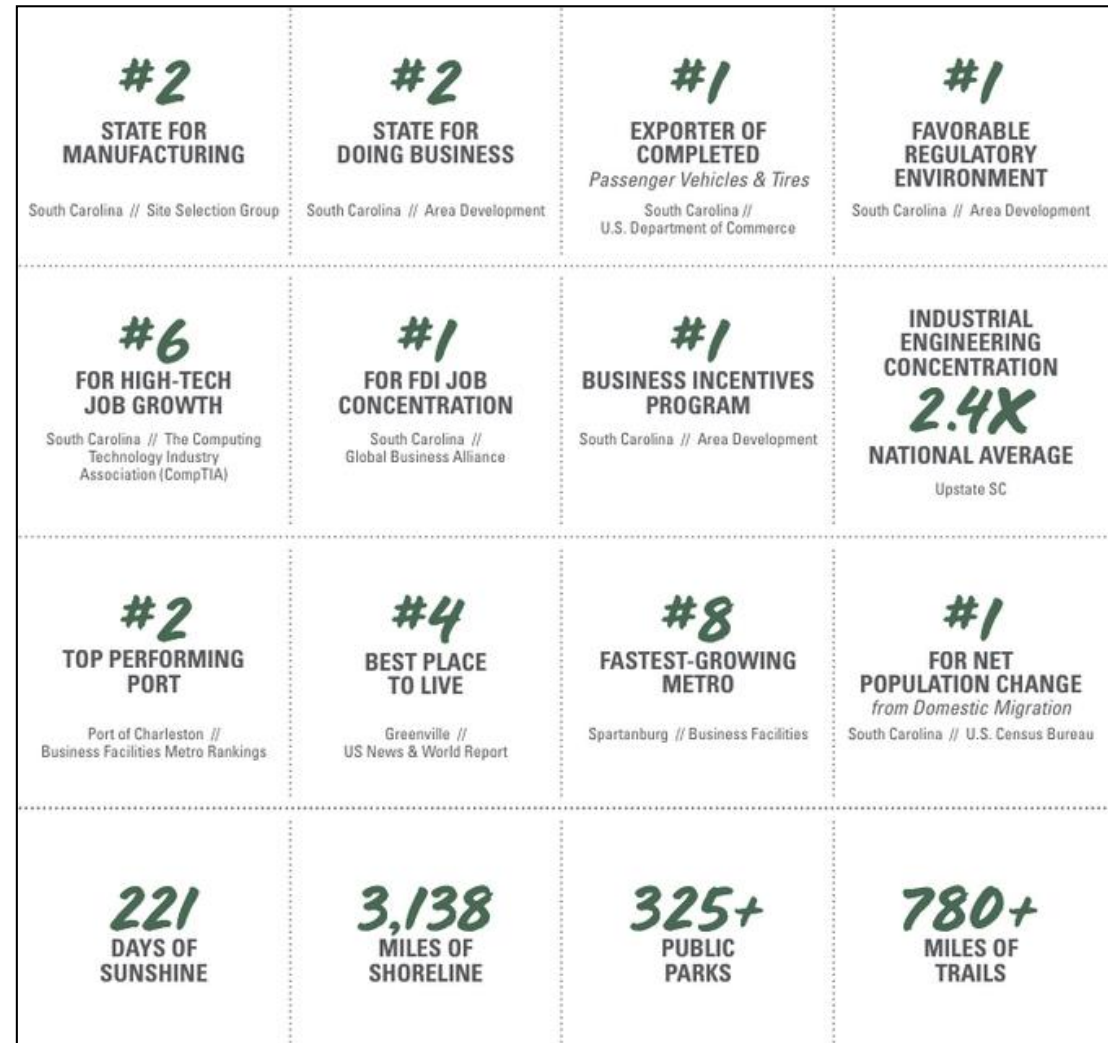 #2
STATE FOR
MANUFACTURING
South Carolina // Site Selection Group
#2
STATE FOR
DOING BUSINESS
South Carolina // Area Development
#1
EXPORTER OF
COMPLETED
Passenger Vehicles & Tires
South Carolina //
U.S. Department of Commerce
#1
FAVORABLE
REGULATORY
ENVIRONMENT
South Carolina // Area Development
#6
FOR HIGH-TECH
JOB GROWTH
South Carolina // The Computing
Technology Industry
Association (CompTIA)
#1
FOR FDI JOB
CONCENTRATION
South Carolina //
Global Business Alliance
#1
BUSINESS INCENTIVES
PROGRAM
South Carolina // Area Development
INDUSTRIAL
ENGINEERING
CONCENTRATION
2.4X
NATIONAL AVERAGE
Upstate SC
#2
TOP PERFORMING
PORT
Port of Charleston //
Business Facilities Metro Rankings
#4
BEST PLACE
TO LIVE
Greenville //
US News & World Report
#8
FASTEST-GROWING
METRO
Spartanburg // Business Facilities
#1
FOR NET
POPULATION CHANGE
from Domestic Migration
South Carolina // U.S. Census Bureau
221
DAYS OF
SUNSHINE
3,138
MILES OF
SHORELINE
325+
PUBLIC
PARKS
780+
MILES OF
TRAILS